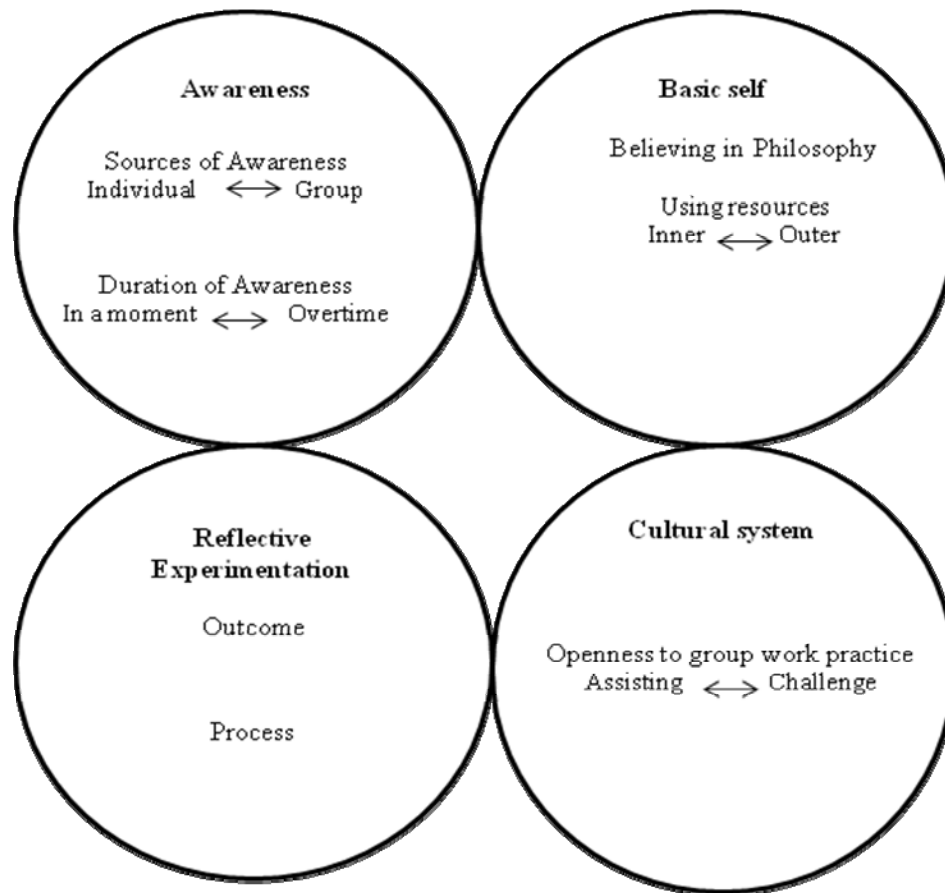 Awareness
Sources of Awareness
Individual ↔ Group
Duration of Awareness
In a moment ↔ Overtime
Basic self
Believing in Philosophy
Using resources
Inner ↔ Outer
Reflective
Experimentation
Outcome
Process
Cultural system
Openness to group work practice
Assisting ↔ Challenge